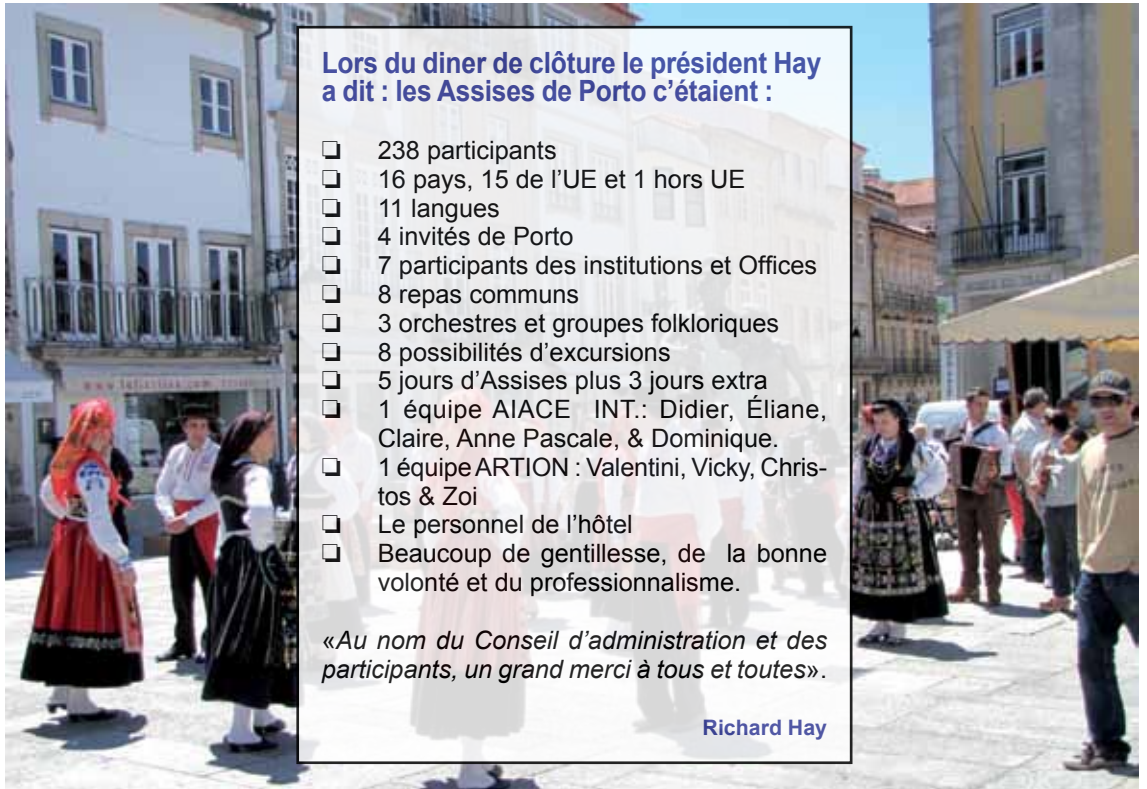 Lors du diner de clôture le président Hay
a dit : les Assises de Porto c’étaient :
❏ 238 participants
❏ 16 pays, 15 de l’UE et 1 hors UE
❏ 11 langues
❏ 4 invités de Porto
❏ 7 participants des institutions et Offices
❏ 8 repas communs
❏ 3 orchestres et groupes folkloriques
❏ 8 possibilités d’excursions
❏ 5 jours d’Assises plus 3 jours extra
❏ 1 équipe AIACE INT.: Didier, Éliane,
Claire, Anne Pascale, & Dominique.
❏ 1 équipe ARTION : Valentini, Vicky, Chris-
tos & Zoi
❏ Le personnel de l’hôtel
❏ Beaucoup de gentillesse, de la bonne
volonté et du professionnalisme.
«Au nom du Conseil d’administration et des
participants, un grand merci à tous et toutes».
Richard Hay